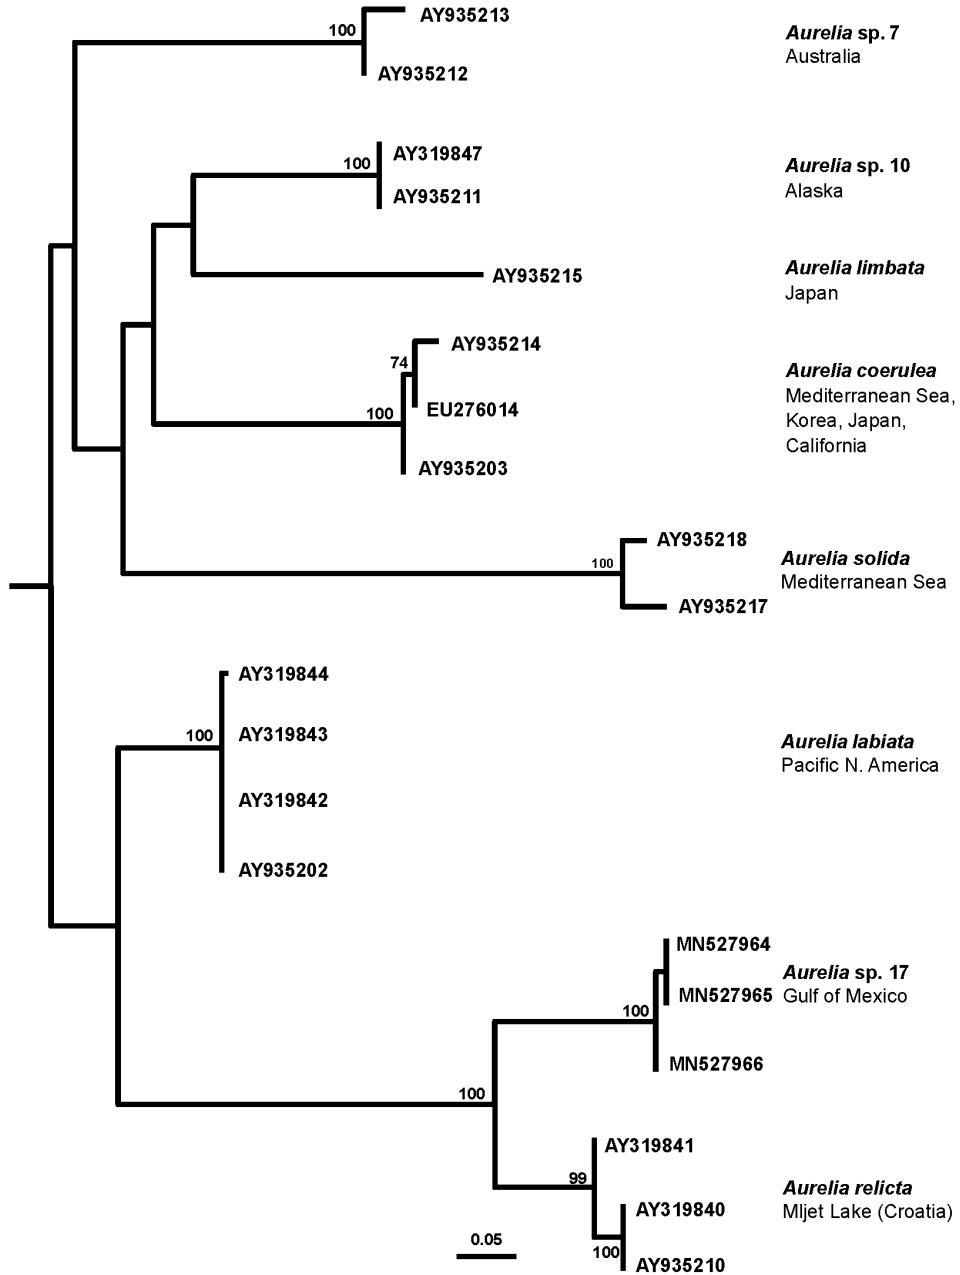 AY935213
100
Aurelia sp. 7
Australia
AY935212
AY319847
100
Aurelia sp. 10
AY935211
Alaska
AY935215
Aurelia limbata
Japan
AY935214
74
Aurelia coerulea
Mediterranean Sea,
EU276014
100
Korea, Japan,
California
AY935203
AY935218
100
Aurelia solida
Mediterranean Sea
AY935217
AY319844
AY319843
100
Aurelia labiata
Pacific N. America
AY319842
AY935202
MN527964
Aurelia sp. 17
MN527965
Gulf of Mexico
100
MN527966
100
AY319841
99
Aurelia relicta
AY319840
Mljet Lake (Croatia)
0.05
100
AY935210